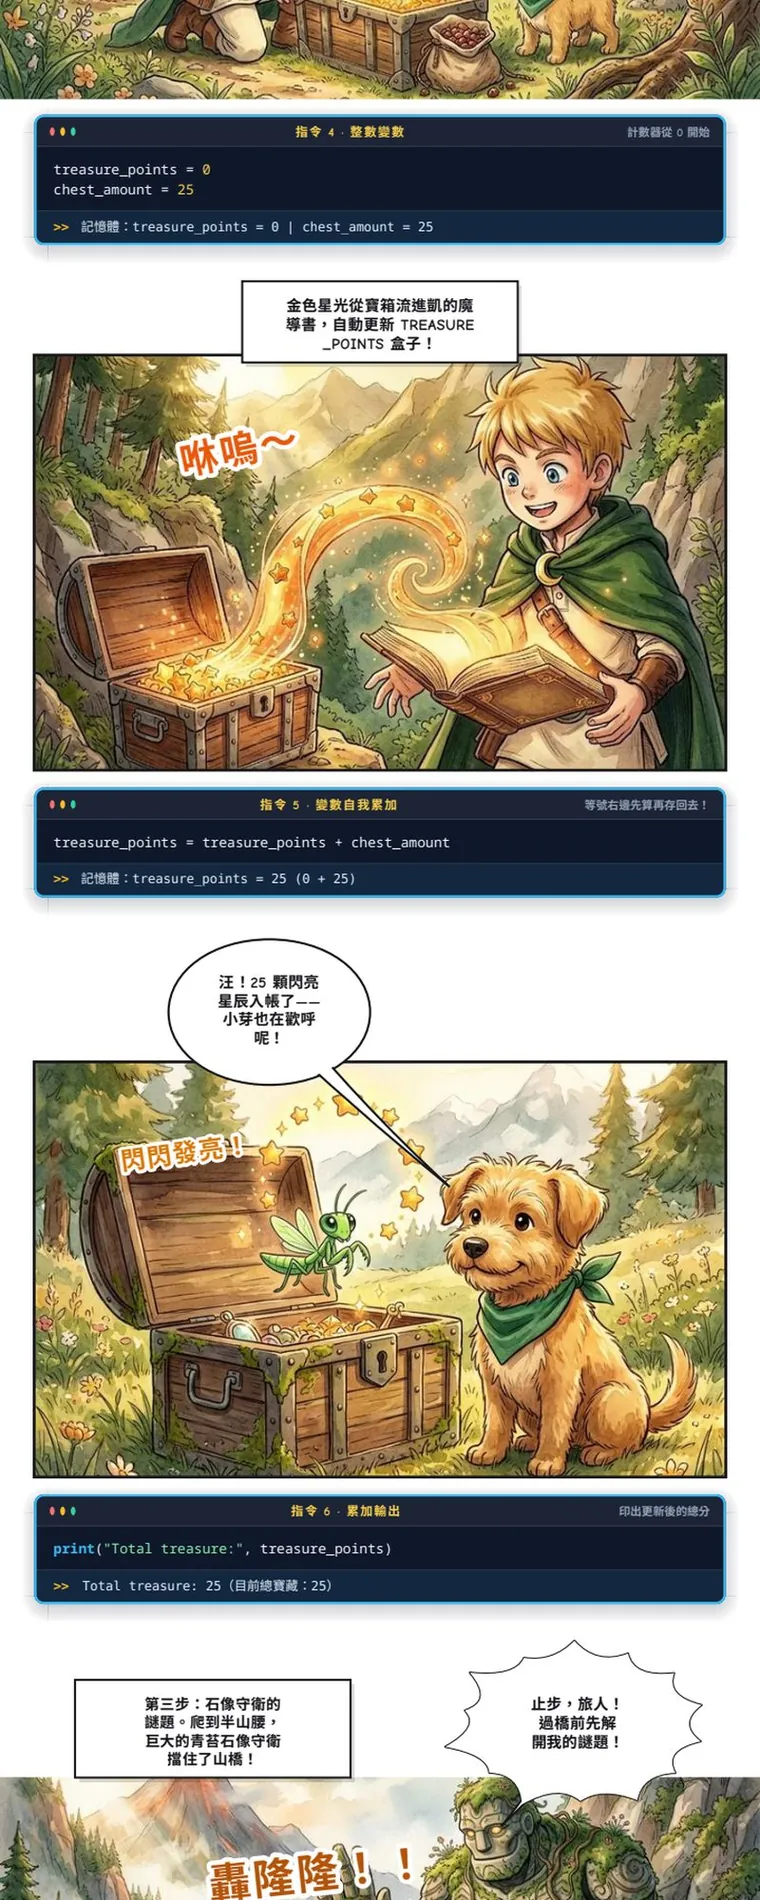 指令 4 · 整數變數
計數器從 0 開始
treasure_points = 0
chest_amount = 25
>> 記憶體：treasure_points = 0 | chest_amount = 25
金色星光從寶箱流進凱的魔
導書，自動更新 TREASURE
_POINTS 盒子！
咻嗚～
指令 5 · 變數自我累加
等號右邊先算再存回去！
treasure_points = treasure_points + chest_amount
>> 記憶體：treasure_points = 25 (0 + 25)
汪！25 顆閃亮
星辰入帳了——
小芽也在歡呼
呢！
閃閃發亮！
指令 6 · 累加輸出
印出更新後的總分
print("Total treasure:", treasure_points)
>> Total treasure: 25（目前總寶藏：25）
第三步：石像守衛的
謎題。爬到半山腰，
巨大的青苔石像守衛
擋住了山橋！
止步，旅人！
過橋前先解
開我的謎題！
轟隆隆！！